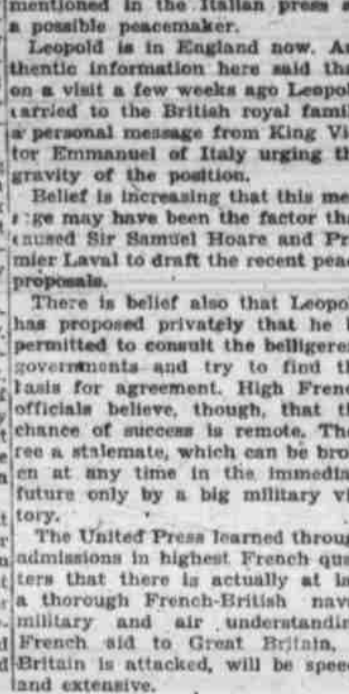 mentioned in the Italian press a
a possible peacemaker.
Leopold is in England now. Au
thentic information here said tha
on a visit a few weeks ago Leopol
carried to the British royal famil
a personal message from King Vi
tor Emmanuel of Italy urging th
gravity of the position.
Belief is increasing that this me
s :ge may have been the factor tha
caused Sir Samuel Hoare and Pr
mier Laval to draft the recent peac
proposals.
There is belief also that Leopo
has proposed privately that he b
permitted to consult the belligeren
governments and try to find th
basis for agreement. High Frenc
officials believe, though, that th
chance of success is remote. The
ree a stalemate, which can be bro
en at any time in the immedia
future only by a big military vi
tory.
The United Press learned throug
admissions in highest French qua
ters that there is actually at la
a thorough French-British nav
military and air understandin
French aid to Great Britain,
Britain is attacked, will be speed
and extensive.